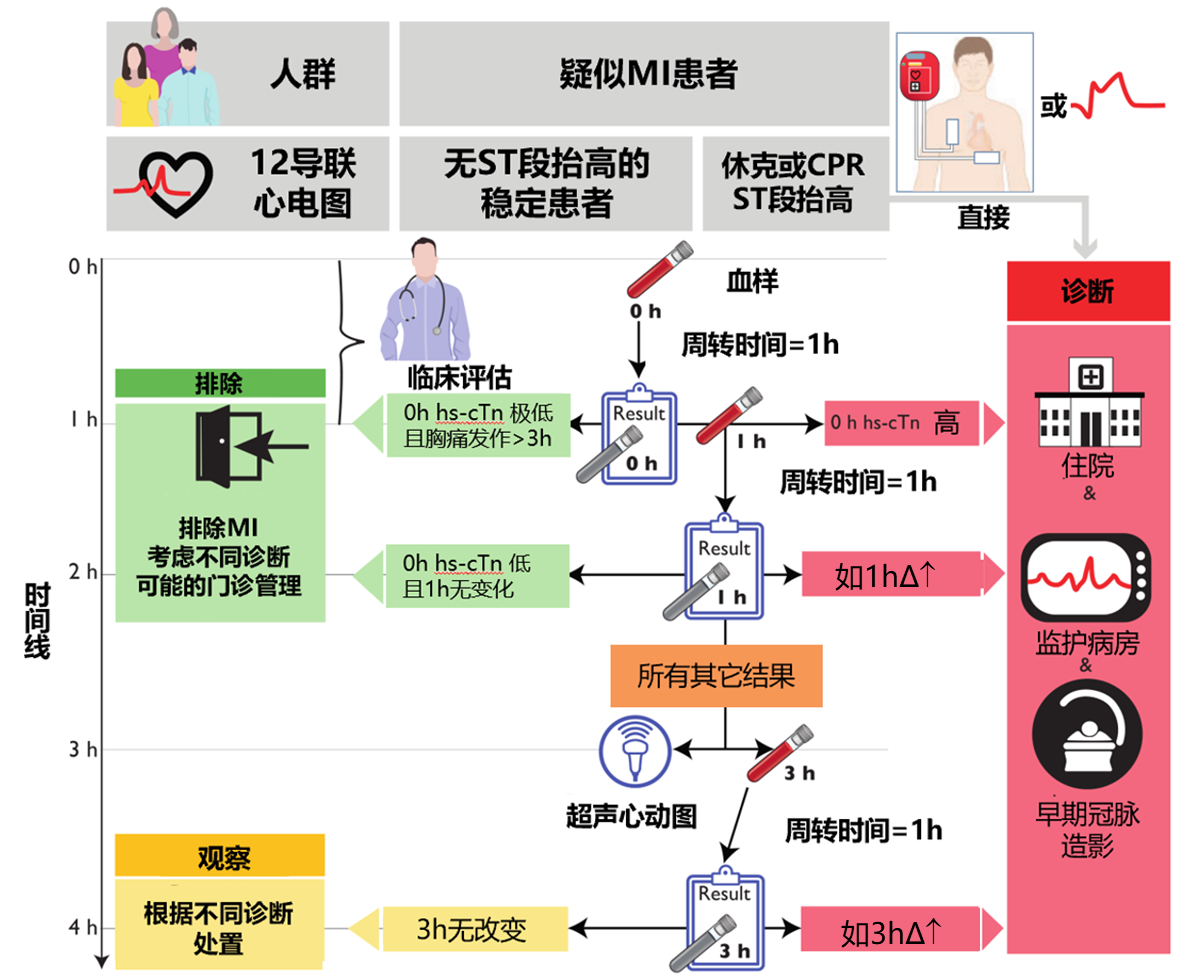 人群
疑似MI患者
或
12导联
心电图
无ST段抬高的
稳定患者
休克或CPR
ST段抬高
直接
0 h
血样
0 h
诊断
周转时间=1h
排除
临床评估
1 h
0h hs-cTn 极低
且胸痛发作>3h
Result
0 h
1 h
0 h hs-cTn 高
住院
&
周转时间=1h
排除MI
考虑不同诊断
可能的门诊管理
2 h
0h hs-cTn 低
且1h无变化
Result
1 h
如1hΔ↑
时间线
监护病房
&
所有其它结果
3 h
3 h
超声心动图
周转时间=1h
早期冠脉
造影
观察
根据不同诊断
处置
4 h
3h无改变
Result
3 h
如3hΔ↑